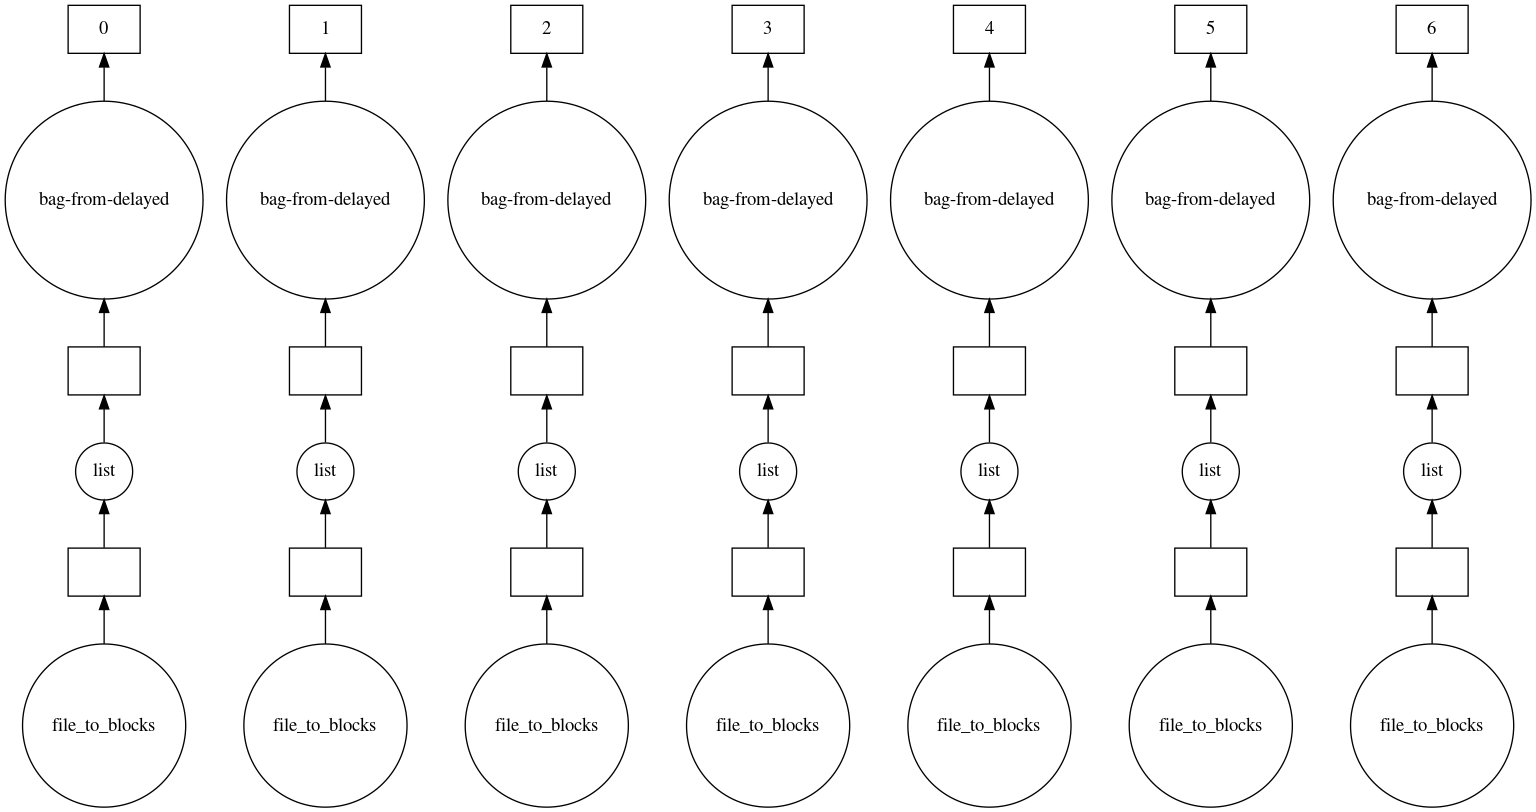 0 1 2 3 4 5 6
bag-from-delayed bag-from-delayed bag-from-delayed bag-from-delayed bag-from-delayed bag-from-delayed bag-from-delayed
list list list list list list list
file_to_blocks file_to_blocks file_to_blocks file_to_blocks file_to_blocks file_to_blocks file_to_blocks